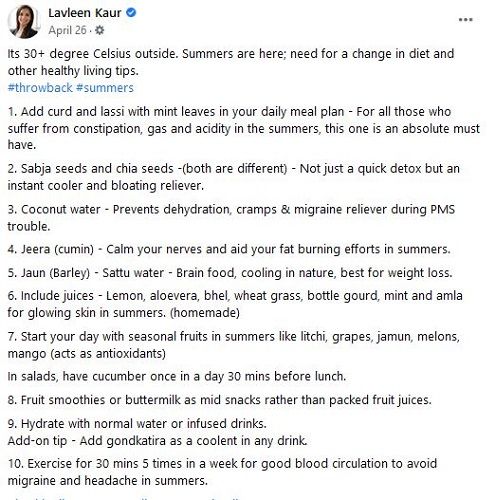 Lavleen Kaur
April 26 ·
Its 30+ degree Celsius outside. Summers are here; need for a change in diet and
other healthy living tips.
#throwback #summers
1. Add curd and lassi with mint leaves in your daily meal plan - For all those who
suffer from constipation, gas and acidity in the summers, this one is an absolute must
have.
2. Sabja seeds and chia seeds -(both are different) - Not just a quick detox but an
instant cooler and bloating reliever.
3. Coconut water - Prevents dehydration, cramps & migraine reliever during PMS
trouble.
4. Jeera (cumin) - Calm your nerves and aid your fat burning efforts in summers.
5. Jaun (Barley) - Sattu water - Brain food, cooling in nature, best for weight loss.
6. Include juices - Lemon, aloevera, bhel, wheat grass, bottle gourd, mint and amla
for glowing skin in summers. (homemade)
7. Start your day with seasonal fruits in summers like litchi, grapes, jamun, melons,
mango (acts as antioxidants)
In salads, have cucumber once in a day 30 mins before lunch.
8. Fruit smoothies or buttermilk as mid snacks rather than packed fruit juices.
9. Hydrate with normal water or infused drinks.
Add-on tip - Add gondkatira as a coolent in any drink.
10. Exercise for 30 mins 5 times in a week for good blood circulation to avoid
migraine and headache in summers.